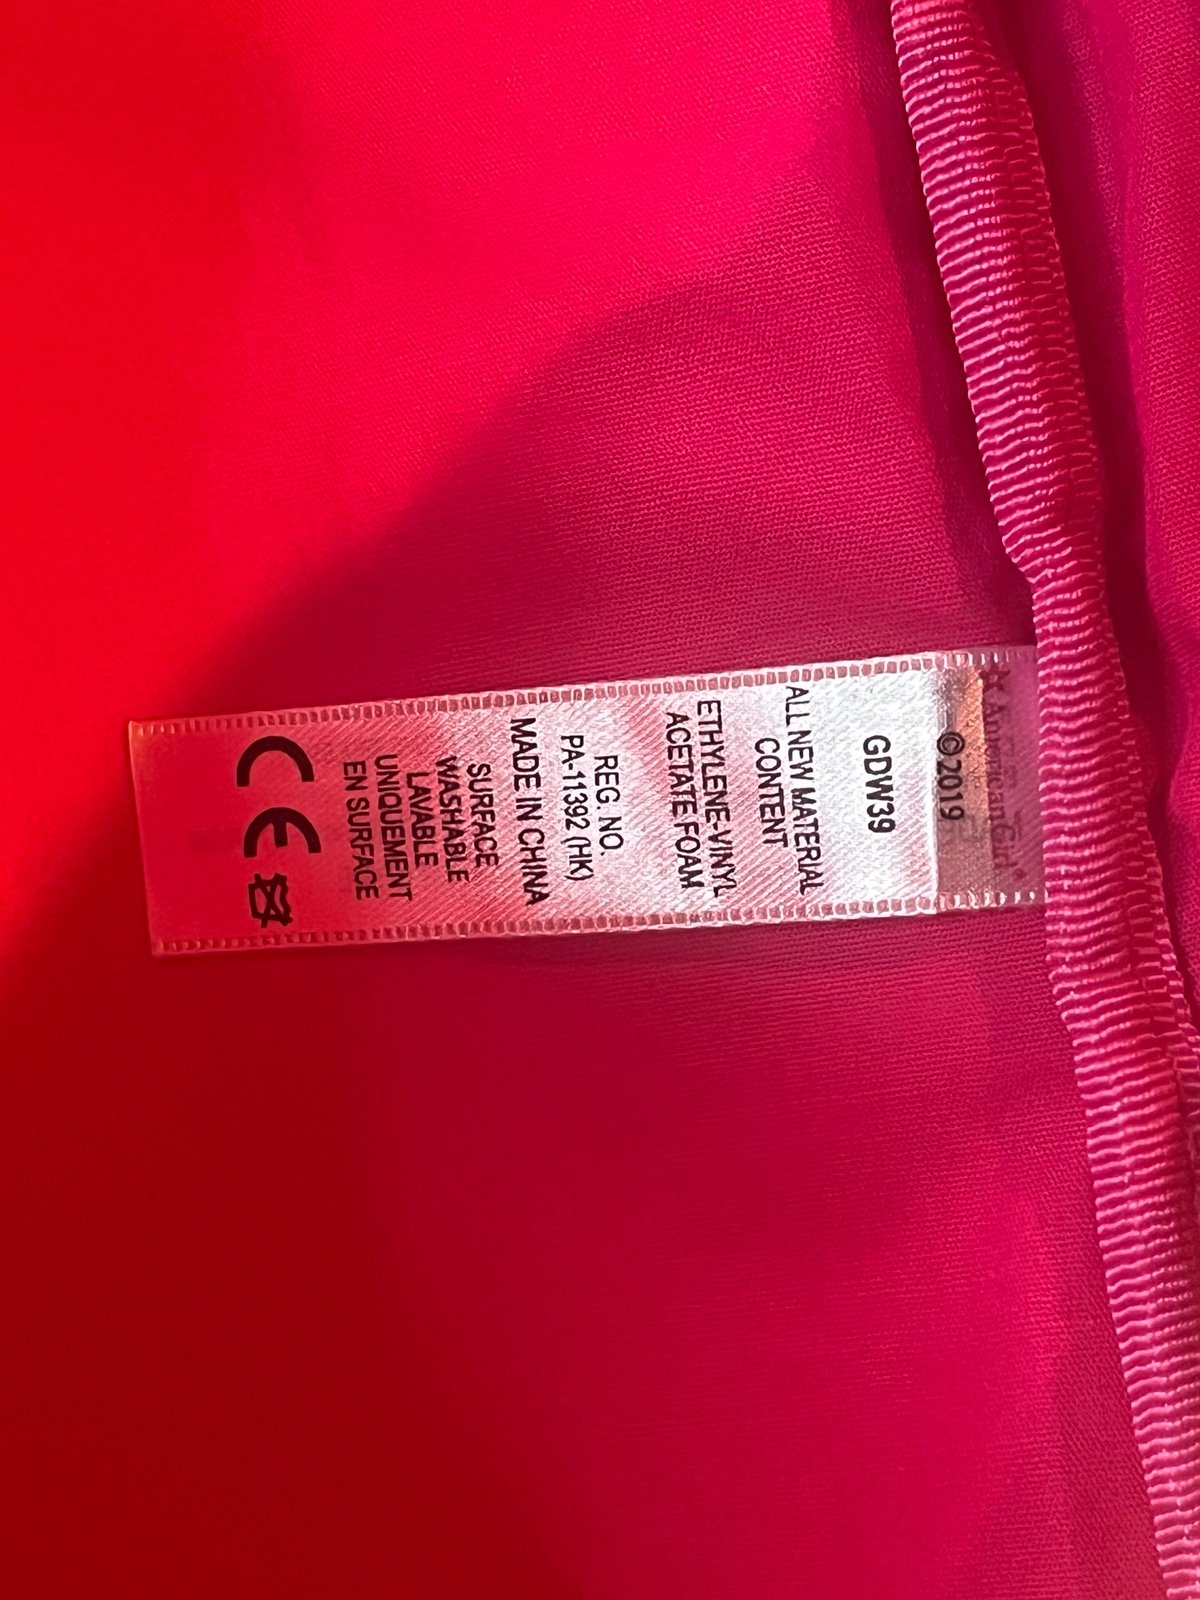 ★ American Girl®
©2019
GDW39
ALL NEW MATERIAL
CONTENT
ETHYLENE-VINYL
ACETATE FOAM
REG. NO.
PA-11392 (HK)
MADE IN CHINA
SURFACE
WASHABLE
LAVABLE
UNIQUEMENT
EN SURFACE
CE